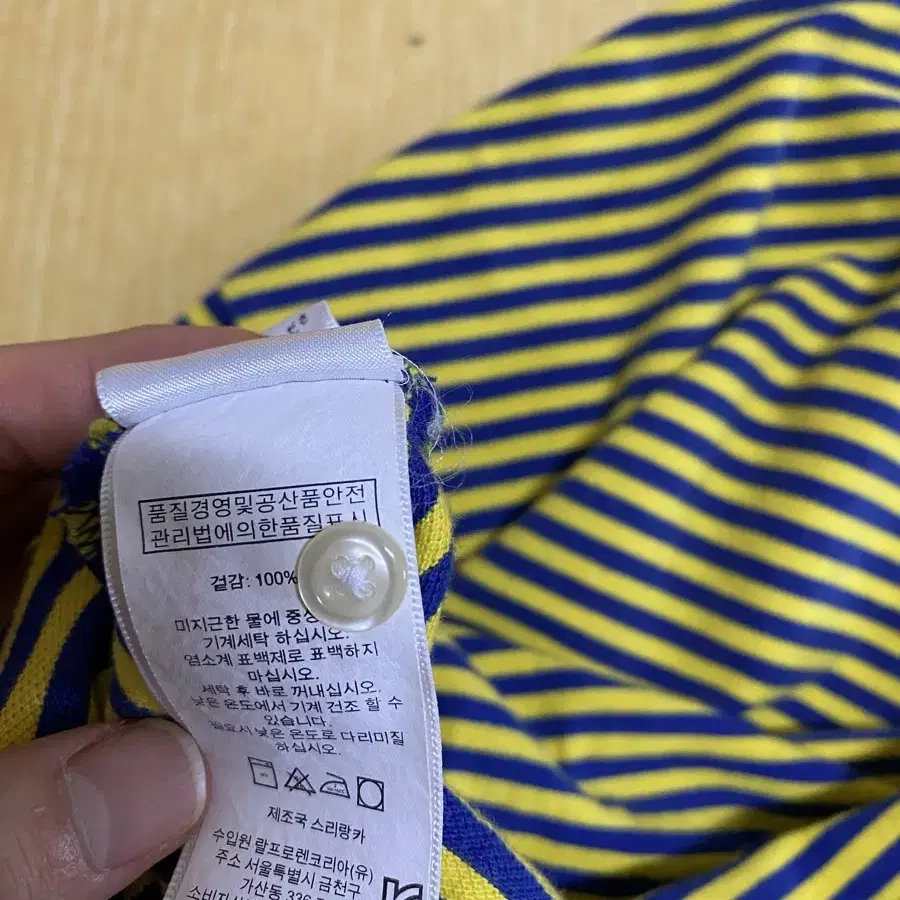 품질경영및공산품안전
관리법에의한품질표시
겉감: 100%
미지근한 물에 중성
기계세탁 하십시오.
염소계 표백제로 표백하지
마십시오.
세탁 후 바로 꺼내십시오.
낮은 온도에서 기계 건조 할 수
있습니다.
필요시 낮은 온도로 다리미질
하십시오.
제조국 스리랑카
수입원 랄프로렌코리아(유)
주소 서울특별시 금천구
가산동 336